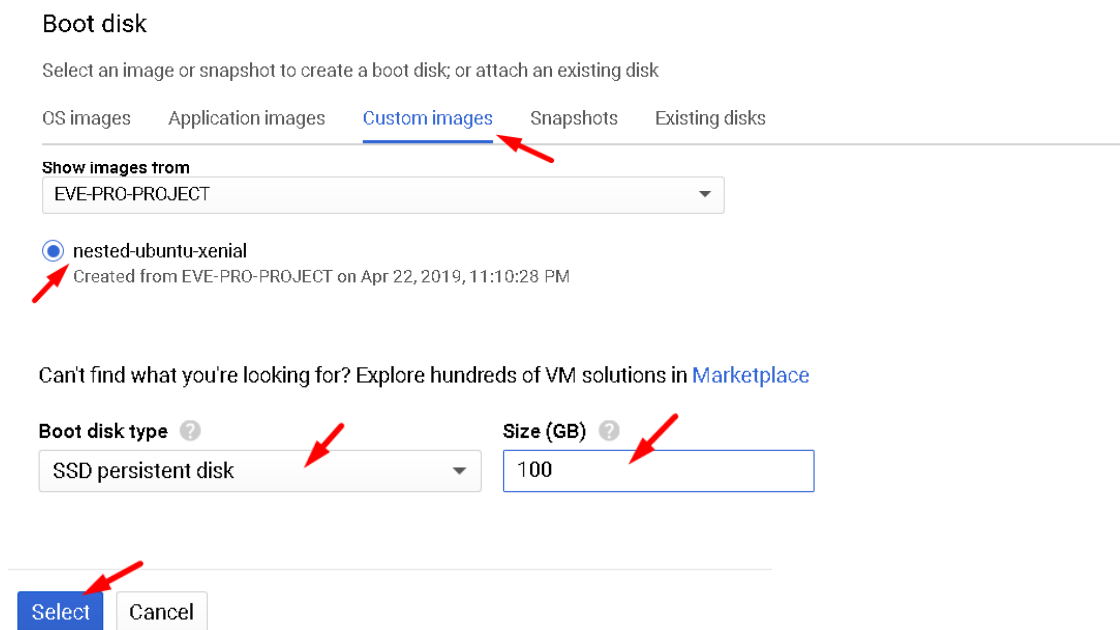 Boot disk
Select an image or snapshot to create a boot disk; or attach an existing disk
OS images Application images Custom images Snapshots Existing disks
Show images from
EVE-PRO-PROJECT
nested-ubuntu-xenial
Created from EVE-PRO-PROJECT on Apr 22, 2019, 11:10:28 PM
Can't find what you're looking for? Explore hundreds of VM solutions in Marketplace
Boot disk type ? Size (GB) ?
SSD persistent disk 100
Select Cancel